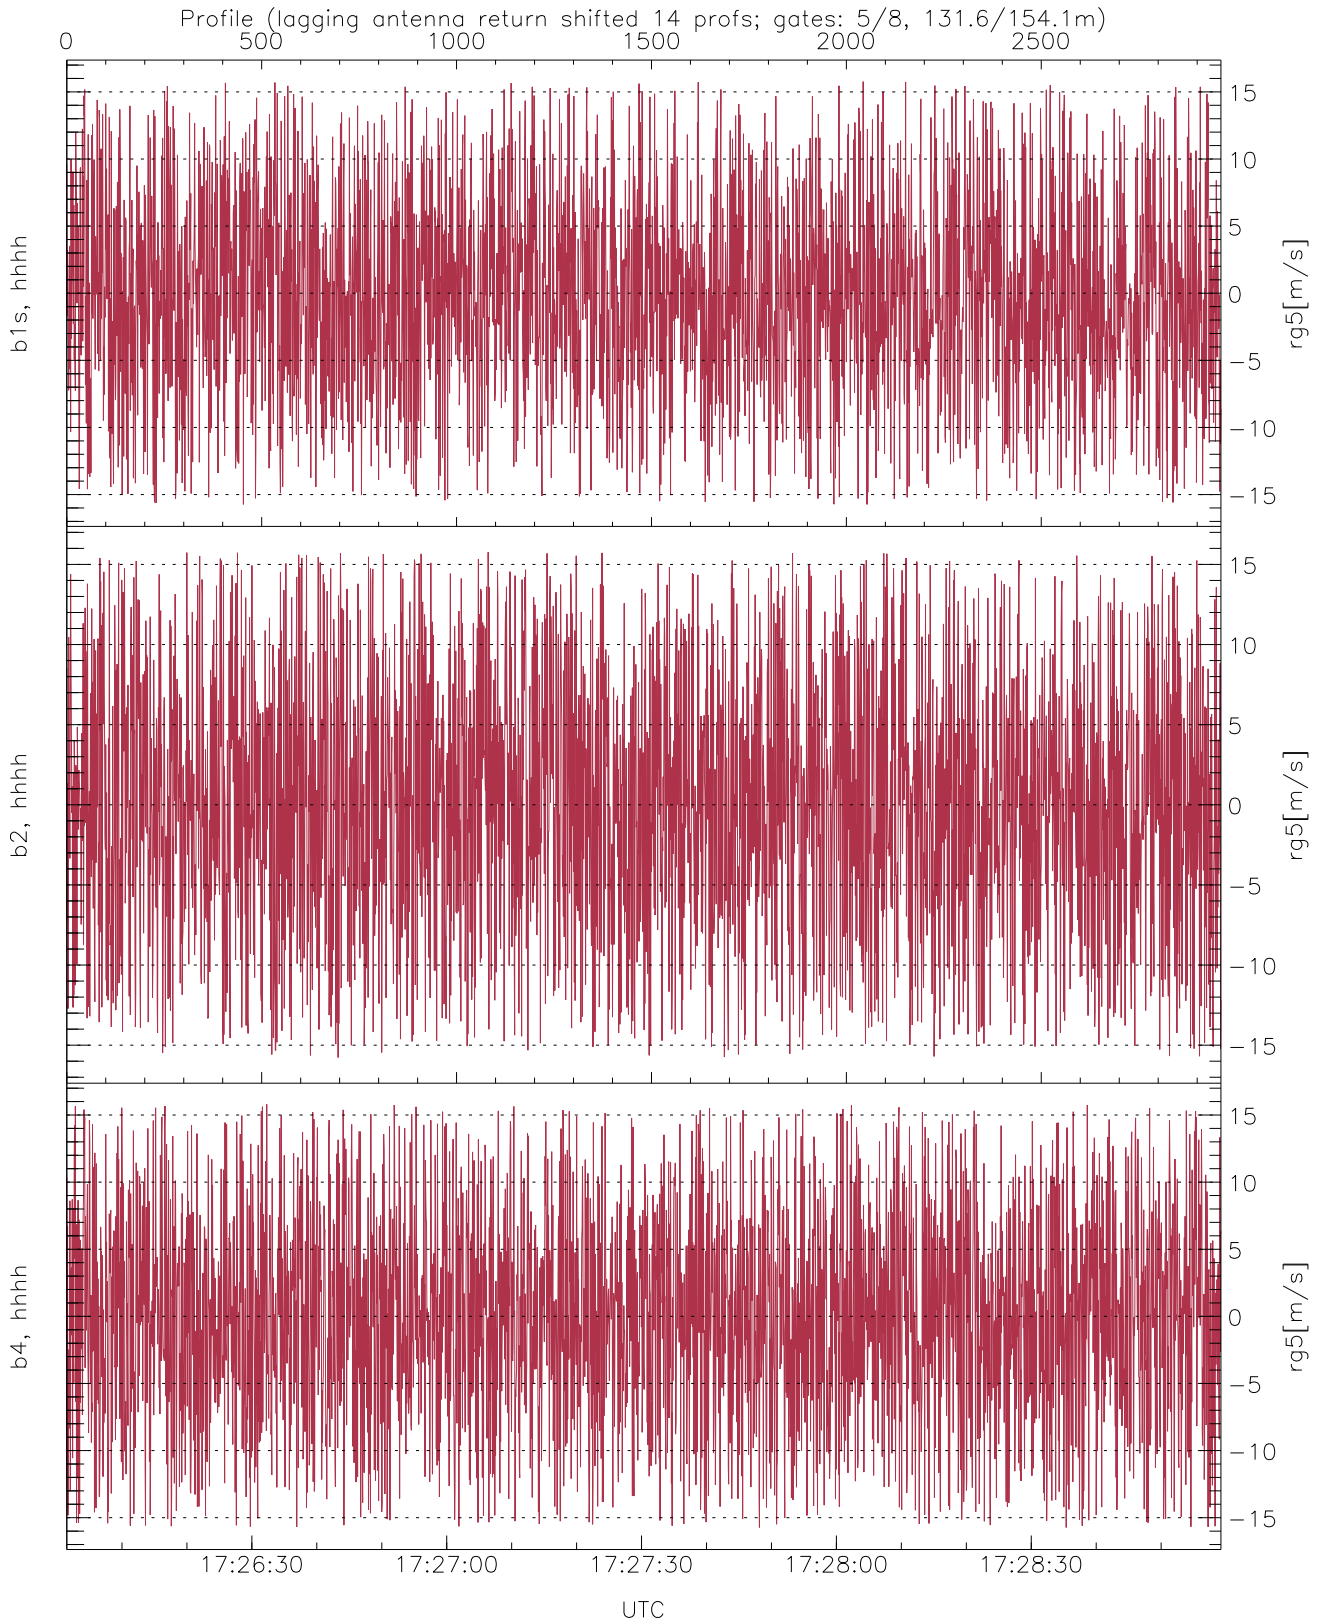 Profile (lagging antenna return shifted 14 profs; gates: 5/8, 131.6/154.1m)
0 500 1000 1500 2000 2500
15
10
5
0
-5
-10
-15
b1s, hhhh
rg5[m/s]
15
10
5
0
-5
-10
-15
b2, hhhh
rg5[m/s]
15
10
5
0
-5
-10
-15
b4, hhhh
rg5[m/s]
17:26:30 17:27:00 17:27:30 17:28:00 17:28:30
UTC